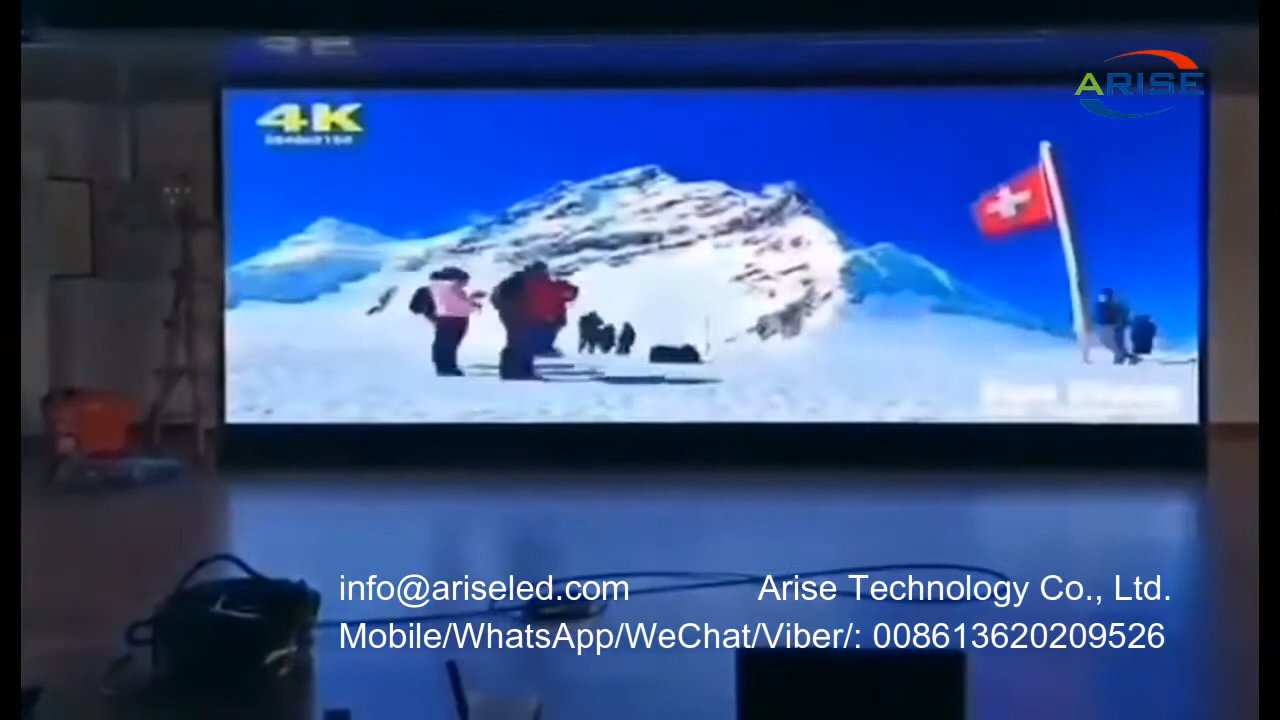 4K
ARISE
info@ariseled.com Arise Technology Co., Ltd.
Mobile/WhatsApp/WeChat/Viber/: 008613620209526